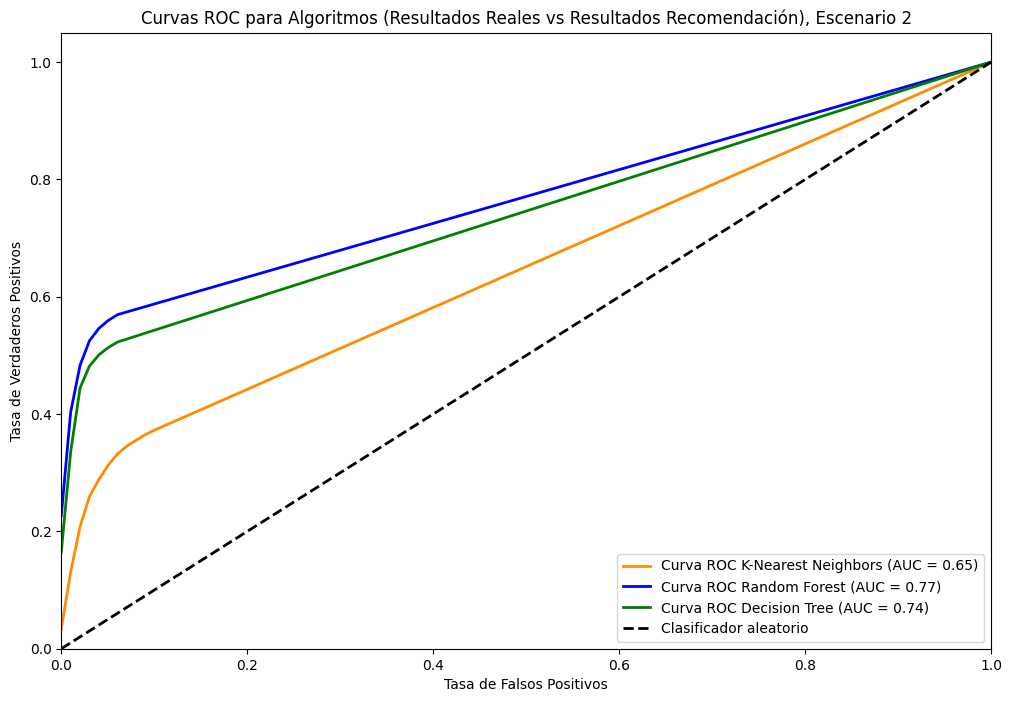 Curvas ROC para Algoritmos (Resultados Reales vs Resultados Recomendación), Escenario 2
1.0
0.8
0.6
0.4
0.2
0.0
Tasa de Verdaderos Positivos
0.0
0.2
0.4
0.6
0.8
1.0
Tasa de Falsos Positivos
Curva ROC K-Nearest Neighbors (AUC = 0.65)
Curva ROC Random Forest (AUC = 0.77)
Curva ROC Decision Tree (AUC = 0.74)
Clasificador aleatorio